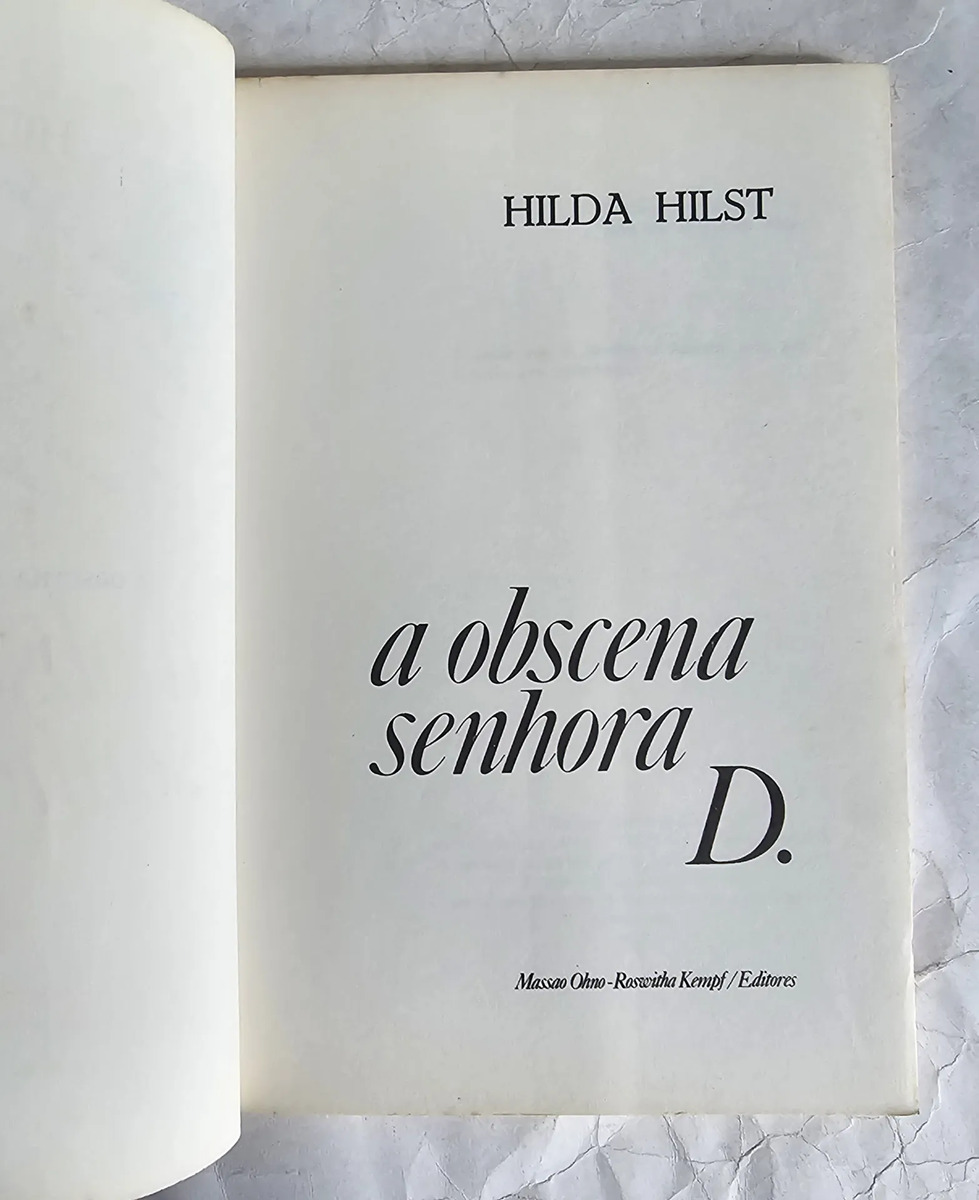 HILDA HILST
a obscena
senhora
D.
Massao Ohno-Roswitha Kempf/Editores